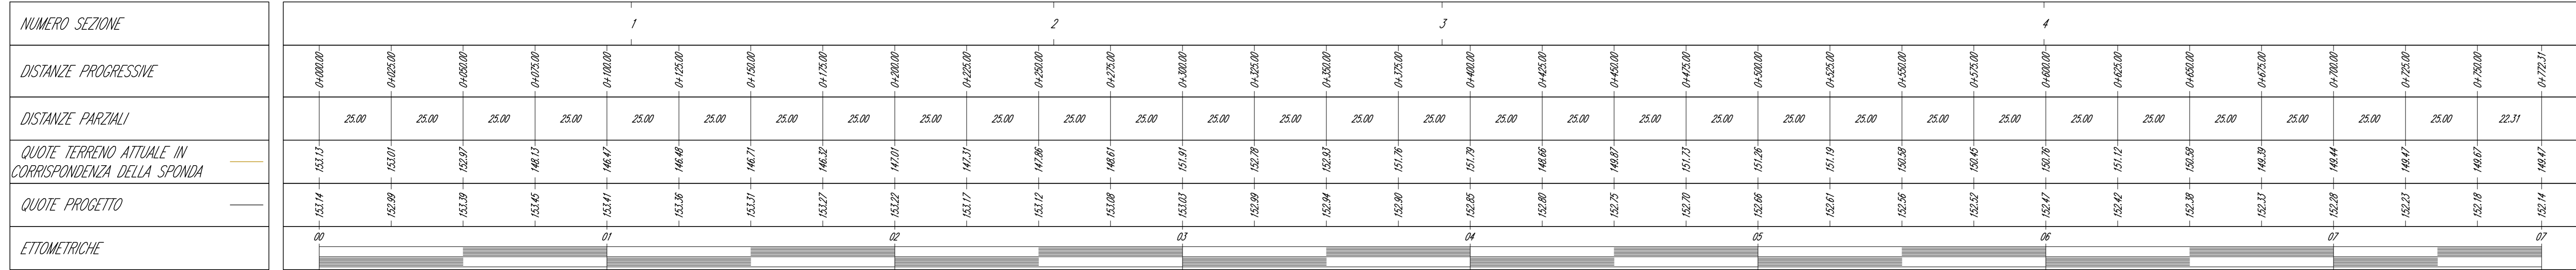 NUMERO SEZIONE
1 2 3 4
DISTANZE PROGRESSIVE
0+000.00 0+025.00 0+050.00 0+075.00 0+100.00 0+125.00 0+150.00 0+175.00 0+200.00 0+225.00 0+250.00 0+275.00 0+300.00 0+325.00 0+350.00 0+375.00 0+400.00 0+425.00 0+450.00 0+475.00 0+500.00 0+525.00 0+550.00 0+575.00 0+600.00 0+625.00 0+650.00 0+675.00 0+700.00 0+725.00 0+750.00 0+772.31
DISTANZE PARZIALI
25.00 25.00 25.00 25.00 25.00 25.00 25.00 25.00 25.00 25.00 25.00 25.00 25.00 25.00 25.00 25.00 25.00 25.00 25.00 25.00 25.00 25.00 25.00 25.00 25.00 25.00 25.00 25.00 25.00 25.00 22.31
QUOTE TERRENO ATTUALE IN
CORRISPONDENZA DELLA SPONDA
153.13 153.01 152.97 148.13 146.47 146.48 146.71 146.32 147.01 147.31 147.86 148.61 151.91 152.78 152.93 151.76 151.79 148.66 149.87 151.73 151.26 151.19 150.58 150.45 150.76 151.12 150.58 149.39 149.44 149.47 149.67 149.47
QUOTE PROGETTO
153.14 152.99 153.39 153.45 153.41 153.36 153.31 153.27 153.22 153.17 153.12 153.08 153.03 152.99 152.94 152.90 152.85 152.80 152.75 152.70 152.66 152.61 152.56 152.52 152.47 152.42 152.38 152.33 152.28 152.23 152.18 152.14
ETTOMETRICHE
00 01 02 03 04 05 06 07 07